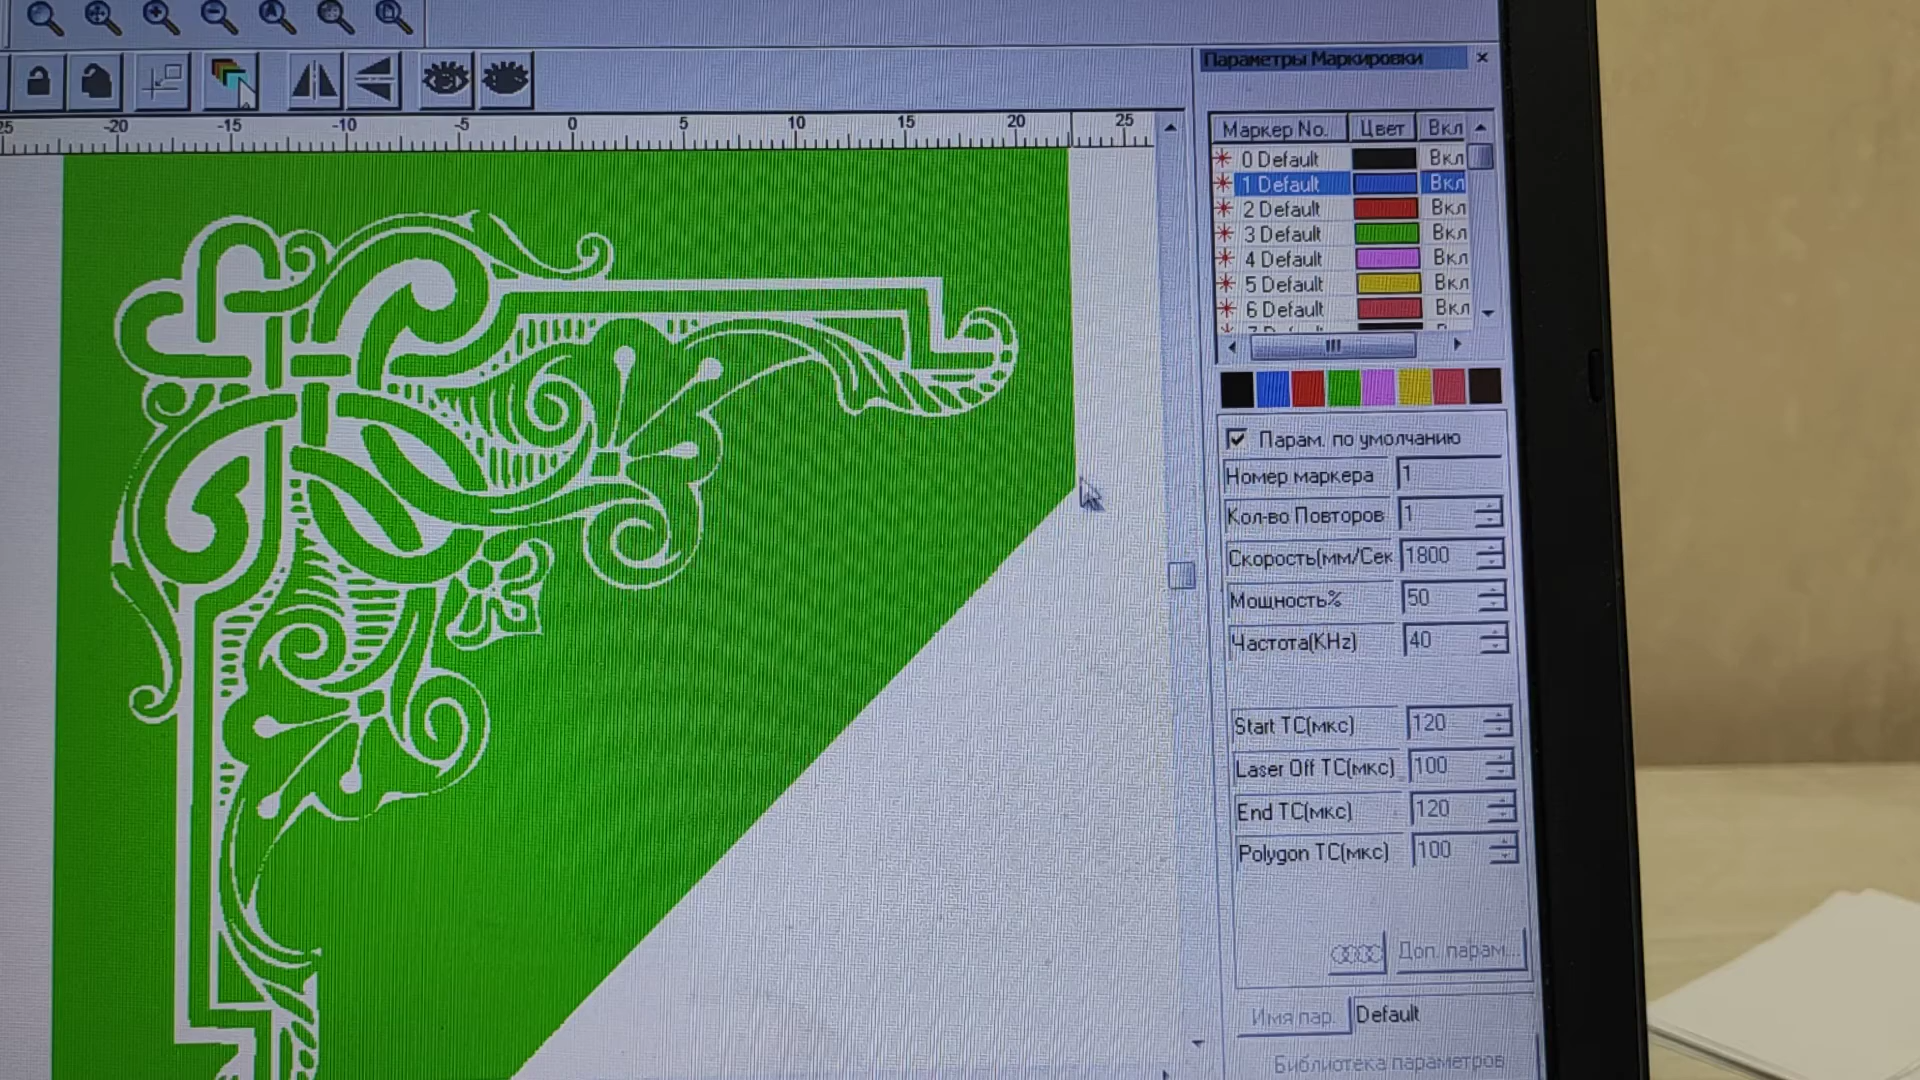 Параметры Маркировки
25 -20 -15 -10 -5 0 5 10 15 20 25
Маркер No. Цвет Вкл
0 Default Вкл
1 Default Вкл
2 Default Вкл
3 Default Вкл
4 Default Вкл
5 Default Вкл
6 Default Вкл
Парам. по умолчанию
Номер маркера 1
Кол-во Повторов 1
Скорость(мм/Сек 1800
Мощность% 50
Частота(KHz) 40
Start TC(мкс) 120
Laser Off TC(мкс) 100
End TC(мкс) 120
Polygon TC(мкс) 100
Доп. парам...
Имя пар. Default
Библиотека параметров